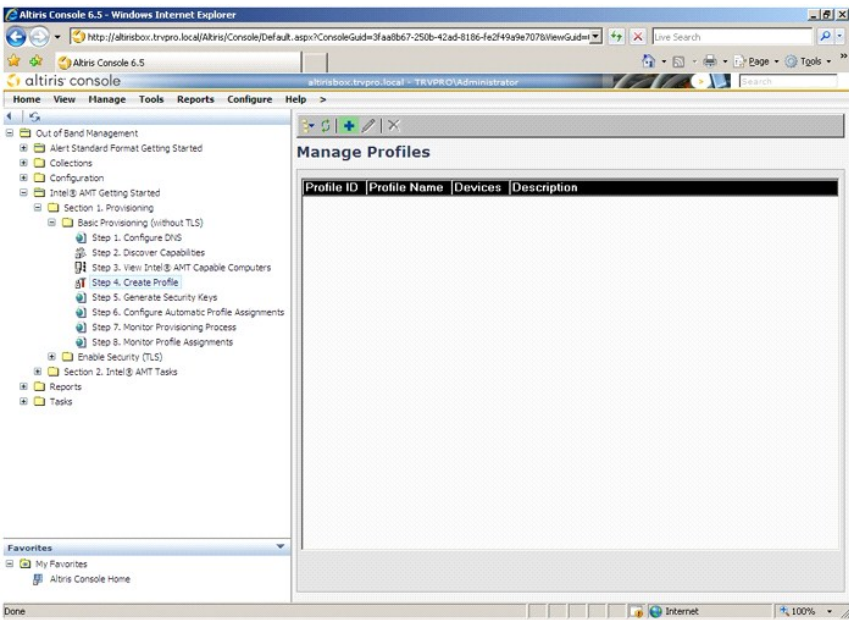 Altiris Console 6.5 - Windows Internet Explorer
http://altirisbox.trvpro.local/Altiris/Console/Default.aspx?ConsoleGuid=3faa8b67-250b-42ad-8186-fe2f49a9e707&ViewGuid=
Live Search
Altiris Console 6.5
Page
Tools
altiris console
altirisbox.trvpro.local - TRVPRO\Administrator
Search
Home View Manage Tools Reports Configure Help >
Out of Band Management
Alert Standard Format Getting Started
Collections
Configuration
Intel® AMT Getting Started
Section 1. Provisioning
Basic Provisioning (without TLS)
Step 1. Configure DNS
Step 2. Discover Capabilities
Step 3. View Intel® AMT Capable Computers
Step 4. Create Profile
Step 5. Generate Security Keys
Step 6. Configure Automatic Profile Assignments
Step 7. Monitor Provisioning Process
Step 8. Monitor Profile Assignments
Enable Security (TLS)
Section 2. Intel® AMT Tasks
Reports
Tasks
Manage Profiles
Profile ID Profile Name Devices Description
Favorites
My Favorites
Altiris Console Home
Done
Internet
100%